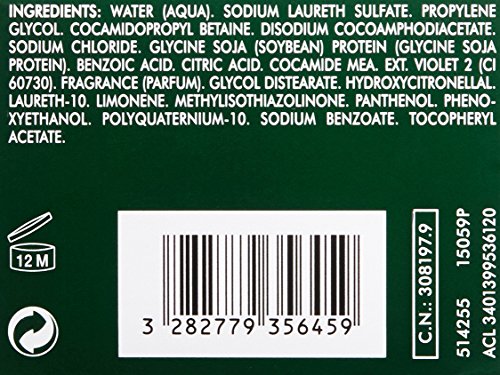 INGREDIENTS: WATER (AQUA). SODIUM LAURETH SULFATE. PROPYLENE
GLYCOL. COCAMIDOPROPYL BETAINE. DISODIUM COCOAMPHODIACETATE.
SODIUM CHLORIDE. GLYCINE SOJA (SOYBEAN) PROTEIN (GLYCINE SOJA
PROTEIN). BENZOIC ACID. CITRIC ACID. COCAMIDE MEA. EXT. VIOLET 2 (CI
60730). FRAGRANCE (PARFUM). GLYCOL DISTEARATE. HYDROXYCITRONELLAL.
LAURETH-10. LIMONENE. METHYLISOTHIAZOLINONE. PANTHENOL. PHENO-
XYETHANOL. POLYQUATERNIUM-10. SODIUM BENZOATE. TOCOPHERYL
ACETATE.
12 M
3 282779 356459
C.N.: 308197.9
514255 15059P
ACL 3401399536120